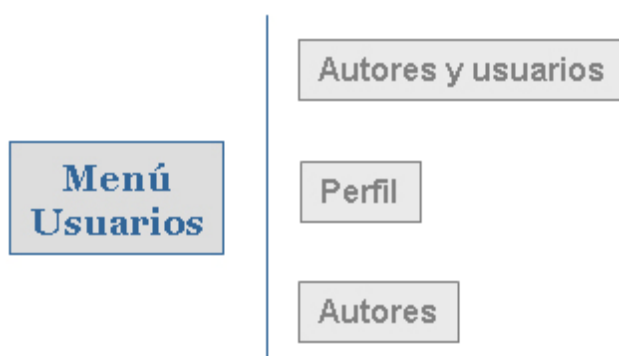 Menú
Usuarios
Autores y usuarios
Perfil
Autores